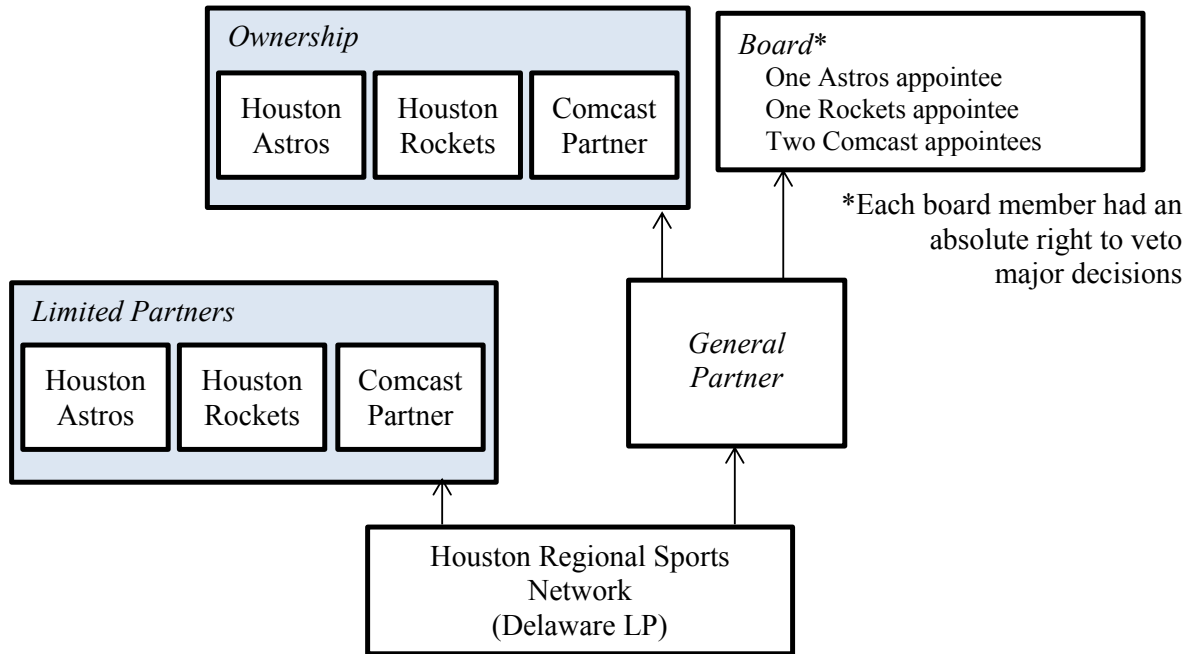 Ownership
Houston
Astros
Houston
Rockets
Comcast
Partner
Board*
One Astros appointee
One Rockets appointee
Two Comcast appointees
*Each board member had an
absolute right to veto
major decisions
Limited Partners
Houston
Astros
Houston
Rockets
Comcast
Partner
General
Partner
Houston Regional Sports
Network
(Delaware LP)